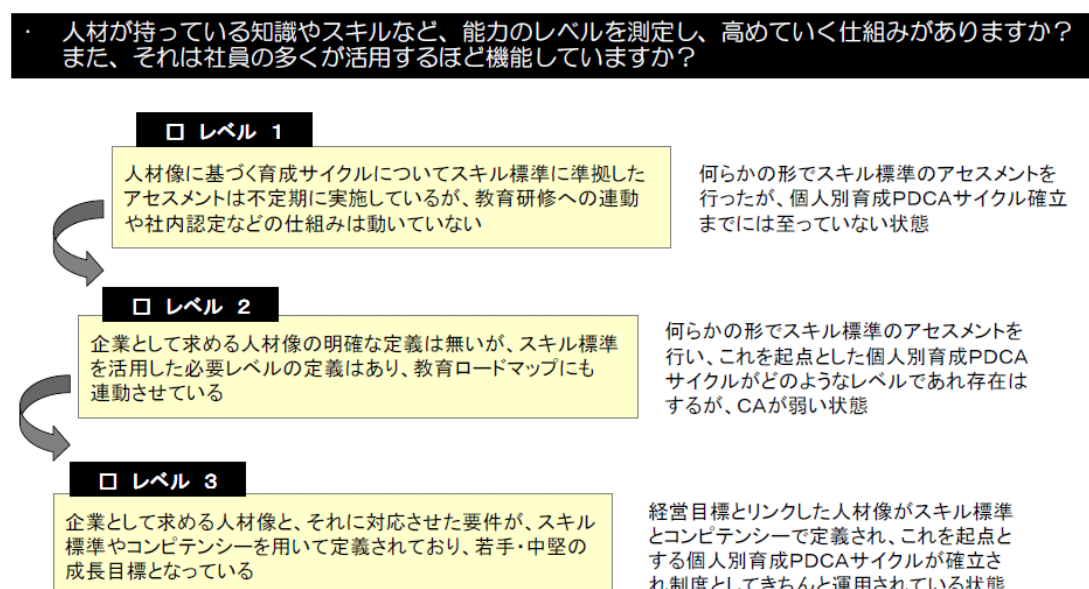 ・ 人材が持っている知識やスキルなど、能力のレベルを測定し、高めていく仕組みがありますか？
また、それは社員の多くが活用するほど機能していますか？
□ レベル 1
人材像に基づく育成サイクルについてスキル標準に準拠した
アセスメントは不定期に実施しているが、教育研修への連動
や社内認定などの仕組みは動いていない
何らかの形でスキル標準のアセスメントを
行ったが、個人別育成PDCAサイクル確立
までには至っていない状態
□ レベル 2
企業として求める人材像の明確な定義は無いが、スキル標準
を活用した必要レベルの定義はあり、教育ロードマップにも
連動させている
何らかの形でスキル標準のアセスメントを
行い、これを起点とした個人別育成PDCA
サイクルがどのようなレベルであれ存在は
するが、CAが弱い状態
□ レベル 3
企業として求める人材像と、それに対応させた要件が、スキル
標準やコンピテンシーを用いて定義されており、若手・中堅の
成長目標となっている
経営目標とリンクした人材像がスキル標準
とコンピテンシーで定義され、これを起点と
する個人別育成PDCAサイクルが確立さ
れ制度としてきちんと運用されている状態